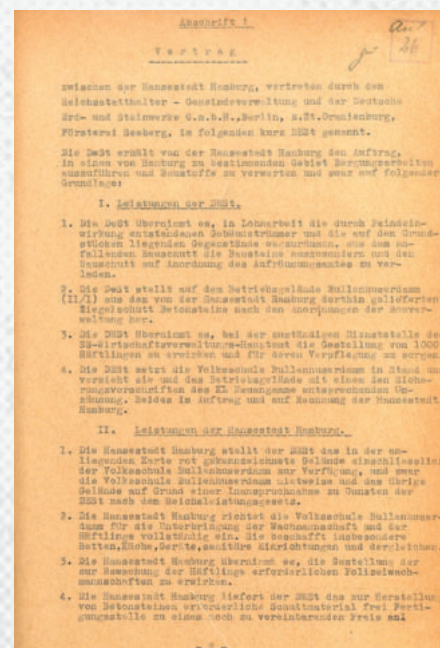 Abschrift !
Vertrag
zwischen der Hansestadt Hamburg, vertreten durch den
Reichsstatthalter - Gemeindeverwaltung und der Deutsche
Erd- und Steinwerke G.m.b.H., Berlin, z.Zt. Oranienburg,
Försterei Seeberg, im folgenden kurz DESt genannt.
Die DeSt erhält von der Hansestadt Hamburg den Auftrag,
in einem von Hamburg zu bestimmenden Gebiet Bergungsarbeiten
auszuführen und Baustoffe zu verwerten und zwar auf folgender
Grundlage:
I. Leistungen der DESt.
1. Die DeSt übernimmt es, in Lohnarbeit die durch Feindein-
wirkung entstandenen Gebäudetrümmer und die auf den Grund-
stücken liegenden Gegenstände wegzuräumen, aus dem an-
fallenden Bauschutt die Bausteine auszusondern und den
Bauschutt auf Anordnung des Aufräumungsamtes zu ver-
laden.
2. Die DeSt stellt auf dem Betriebsgelände Bullenhuserdamm
(II/1) aus den von der Hansestadt Hamburg dorthin gelieferten
Ziegelschutt Betonsteine nach den Anordnungen der Bauver-
waltung her.
3. Die DESt übernimmt es, bei der zuständigen Dienststelle des
SS-Wirtschaftsverwaltungs-Hauptamt die Gestellung von 1000
Häftlingen zu erwirken und für deren Verpflegung zu sorgen.
4. Die DESt setzt die Volksschule Bullenhuserdamm in Stand und
versieht sie und das Betriebsgelände mit einem den Siche-
rungsvorschriften des KL Neuengamme entsprechenden Um-
zäunung. Beides im Auftrag und auf Rechnung der Hansestadt
Hamburg.
II. Leistungen der Hansestadt Hamburg.
1. Die Hansestadt Hamburg stellt der DESt das in der an-
liegenden Karte rot gekennzeichnete Gelände einschliesslich
der Volksschule Bullenhuserdamm zur Verfügung, und zwar
die Volksschule Bullenhuserdamm mietweise und das übrige
Gelände auf Grund einer Inanspruchnahme zu Gunsten der
DESt nach dem Reichsleistungsgesetz.
2. Die Hansestadt Hamburg richtet die Volksschule Bullenhuser-
damm für die Unterbringung der Wachmannschaft und der
Häftlinge vollständig ein. Sie beschafft insbesondere
Betten, Küche, Geräte, sanitäre Einrichtungen und dergleichen.
3. Die Hansestadt Hamburg übernimmt es, die Gestellung der
zur Bewachung der Häftlinge erforderlichen Polizeiwach-
mannschaften zu erwirken.
4. Die Hansestadt Hamburg liefert der DESt das zur Herstellung
von Betonsteinen erforderliche Schuttmaterial frei Ferti-
gungsstelle zu einem noch zu vereinbarenden Preis an!